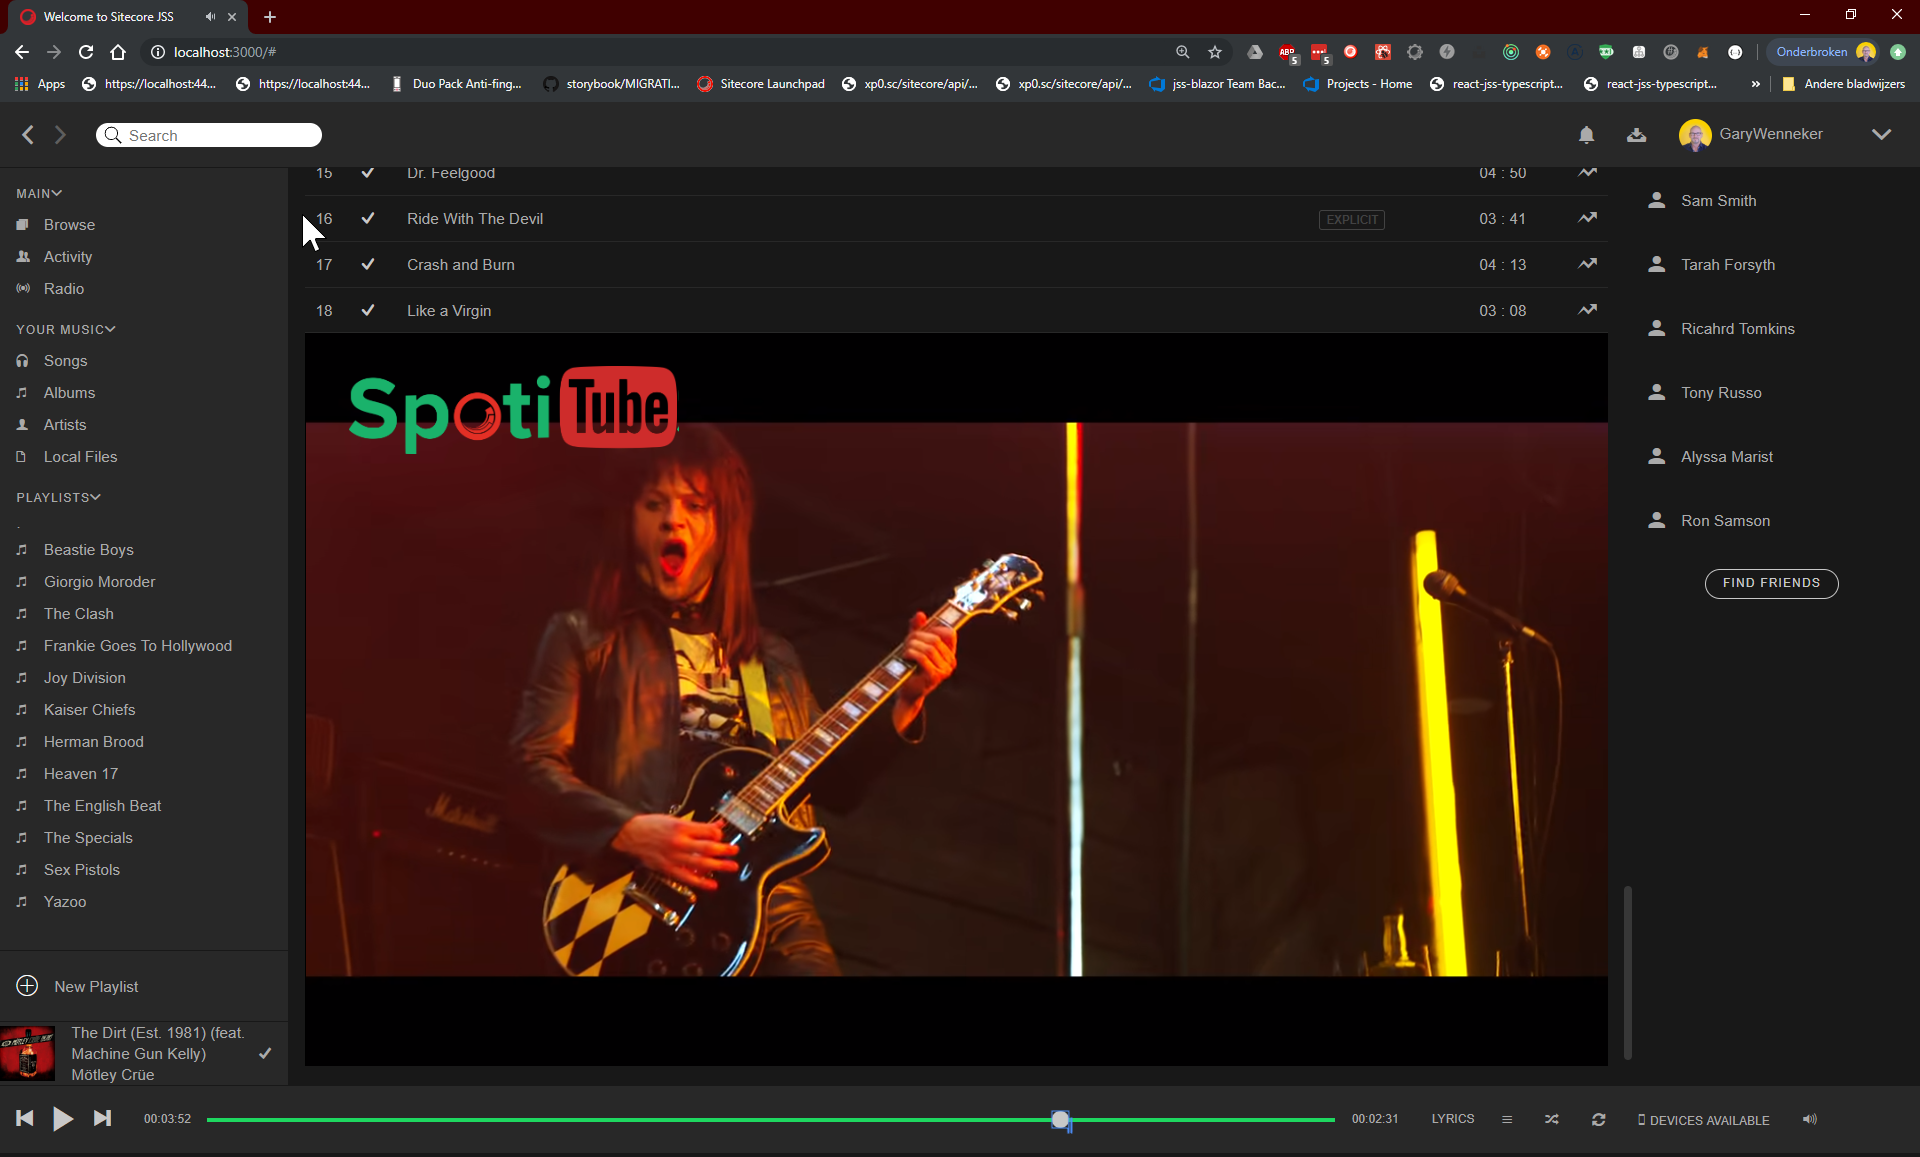 Welcome to Sitecore JSS
localhost:3000/#
Onderbroken
Apps
https://localhost44...
https://localhost44...
Duo Pack Anti-fing...
storybook/MIGRATI...
Sitecore Launchpad
xp0.sc/sitecore/api/...
xp0.sc/sitecore/api/...
jss-blazor Team Bac...
Projects - Home
react-jss-typescript...
react-jss-typescript...
»
Andere bladwijzers
Search
GaryWenneker
MAIN
Browse
Activity
Radio
YOUR MUSIC
Songs
Albums
Artists
Local Files
PLAYLISTS
Beastie Boys
Giorgio Moroder
The Clash
Frankie Goes To Hollywood
Joy Division
Kaiser Chiefs
Herman Brood
Heaven 17
The English Beat
The Specials
Sex Pistols
Yazoo
New Playlist
The Dirt (Est. 1981) (feat.
Machine Gun Kelly)
Mötley Crüe
15 Dr. Feelgood 04 : 50
16 Ride With The Devil EXPLICIT 03 : 41
17 Crash and Burn 04 : 13
18 Like a Virgin 03 : 08
Spoti Tube
Sam Smith
Tarah Forsyth
Ricahrd Tomkins
Tony Russo
Alyssa Marist
Ron Samson
FIND FRIENDS
00:03:52
00:02:31
LYRICS
DEVICES AVAILABLE